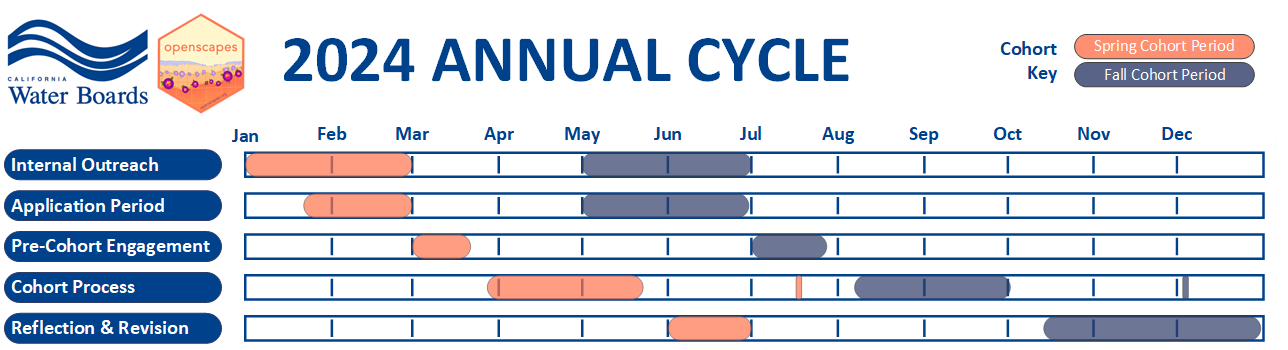 CALIFORNIA
Water Boards
openscapes
2024 ANNUAL CYCLE
Cohort Key
Spring Cohort Period
Fall Cohort Period
Jan Feb Mar Apr May Jun Jul Aug Sep Oct Nov Dec
Internal Outreach
Application Period
Pre-Cohort Engagement
Cohort Process
Reflection & Revision